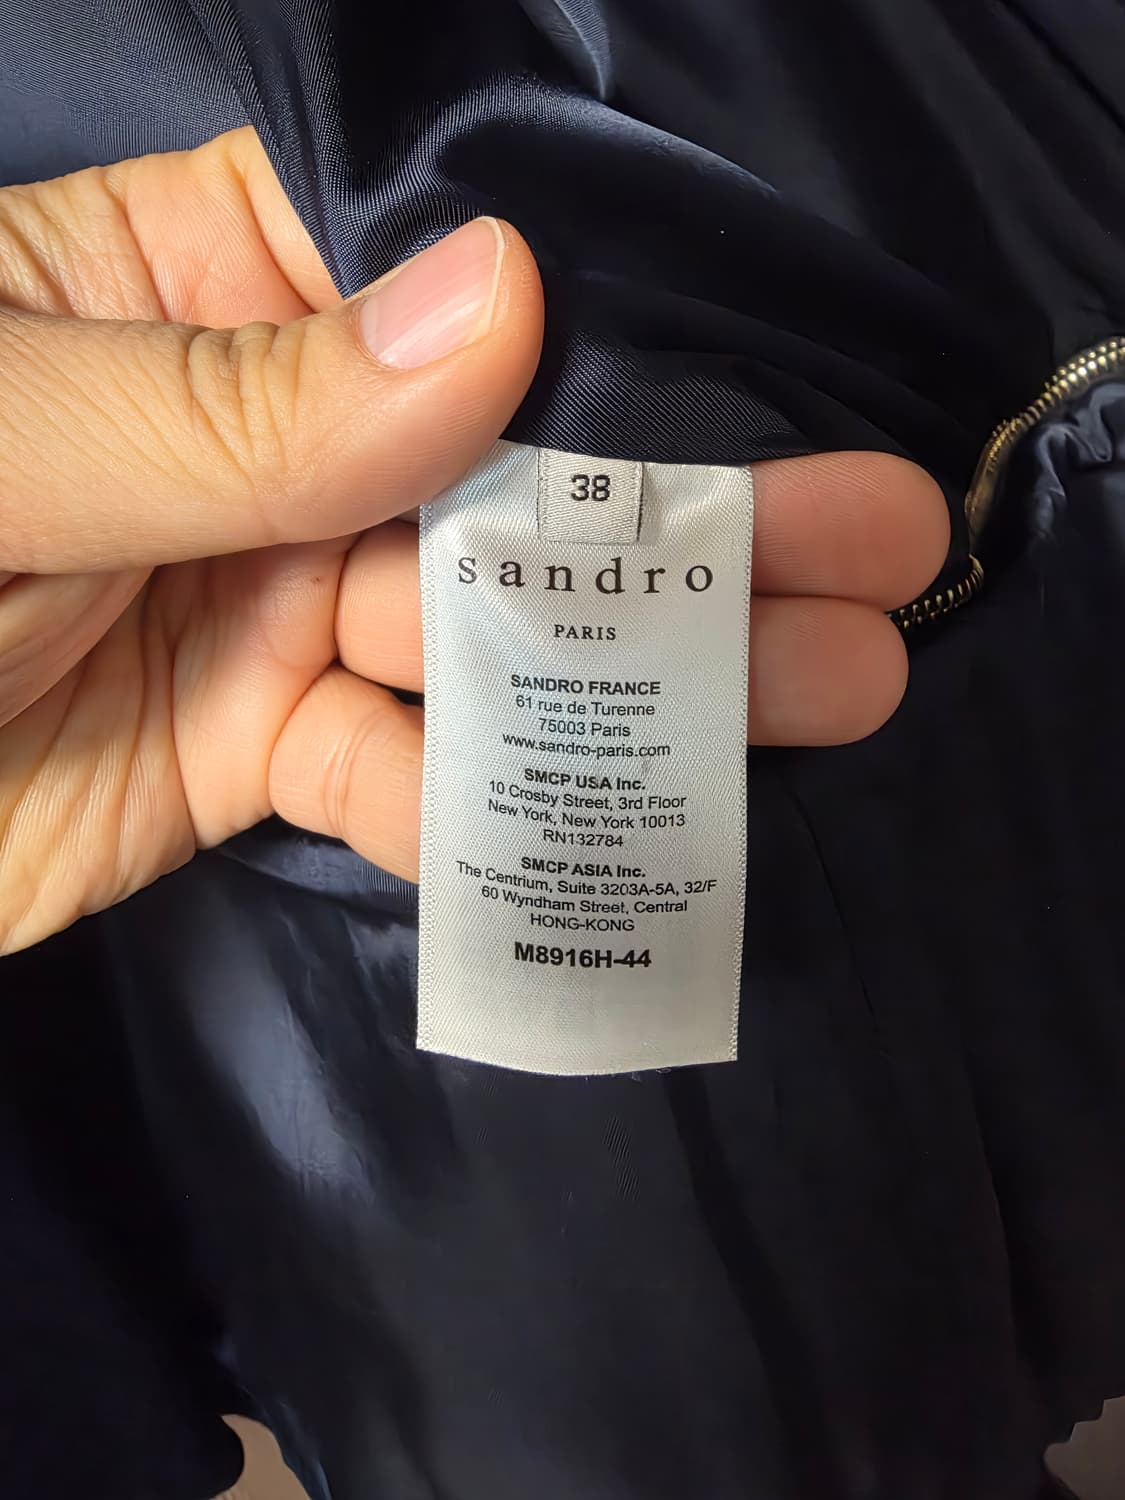 38
sandro
PARIS
SANDRO FRANCE
61 rue de Turenne
75003 Paris
www.sandro-paris.com
SMCP USA Inc.
10 Crosby Street, 3rd Floor
New York, New York 10013
RN132784
SMCP ASIA Inc.
The Centrium, Suite 3203A-5A, 32/F
60 Wyndham Street, Central
HONG-KONG
M8916H-44